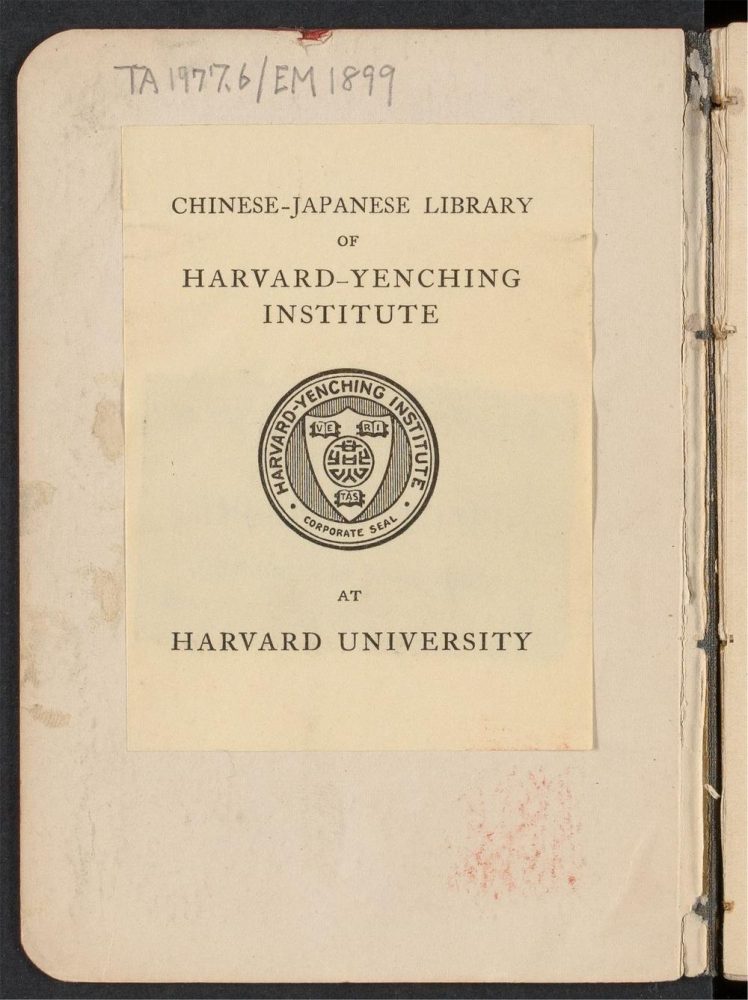 TA 1977.6/EM 1899
CHINESE-JAPANESE LIBRARY
OF
HARVARD-YENCHING
INSTITUTE
HARVARD-YENCHING INSTITUTE
VE RI
TAS
CORPORATE SEAL
AT
HARVARD UNIVERSITY